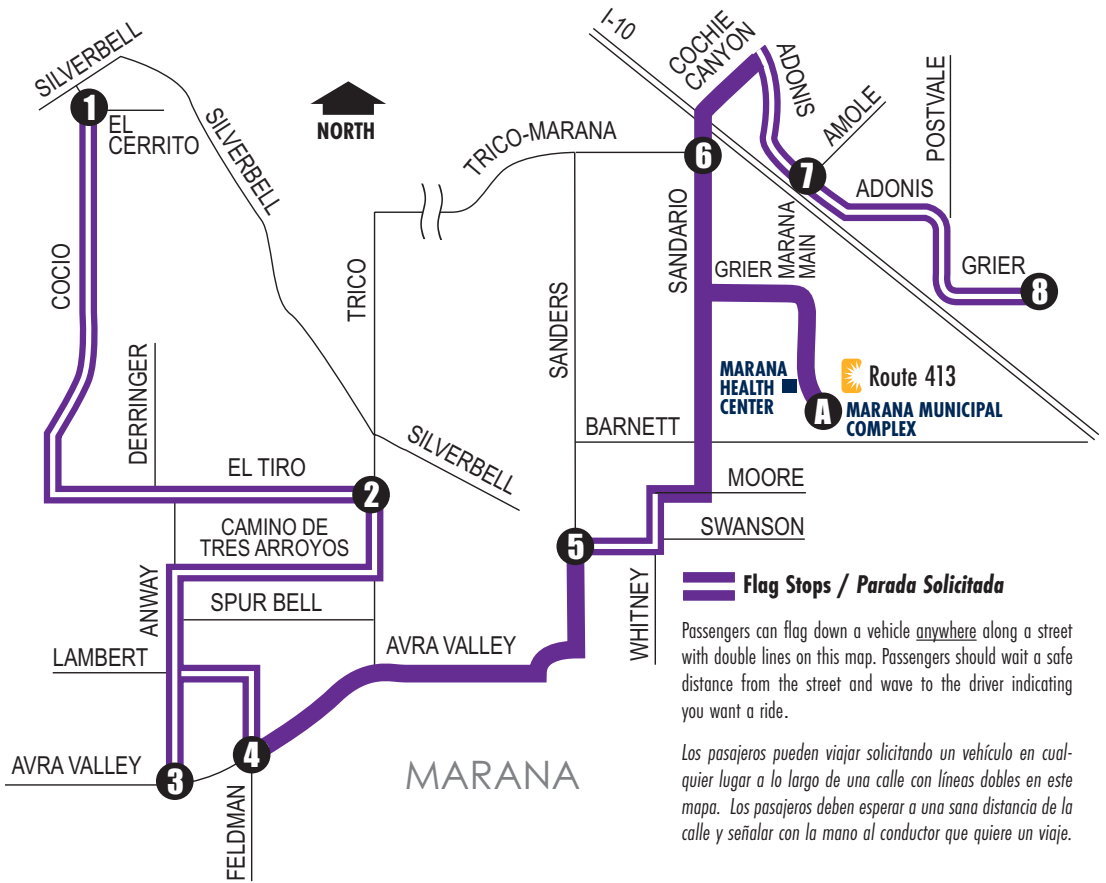 SILVERBELL
1
EL
CERRITO
SILVERBELL
NORTH
TRICO-MARANA
I-10
COCHIE
CANYON
ADONIS
AMOLE
POSTVALE
6
7
ADONIS
COCIO
TRICO
SANDERS
SANDARIO
GRIER
MARANA
MAIN
GRIER
8
DERRINGER
MARANA
HEALTH
CENTER
Route 413
A
MARANA MUNICIPAL
COMPLEX
BARNETT
SILVERBELL
EL TIRO
2
MOORE
CAMINO DE
TRES ARROYOS
SWANSON
5
ANWAY
SPUR BELL
WHITNEY
LAMBERT
AVRA VALLEY
AVRA VALLEY
3
4
FELDMAN
MARANA
Flag Stops / Parada Solicitada
Passengers can flag down a vehicle anywhere along a street
with double lines on this map. Passengers should wait a safe
distance from the street and wave to the driver indicating
you want a ride.
Los pasajeros pueden viajar solicitando un vehículo en cual-
quier lugar a lo largo de una calle con líneas dobles en este
mapa. Los pasajeros deben esperar a una sana distancia de la
calle y señalar con la mano al conductor que quiere un viaje.